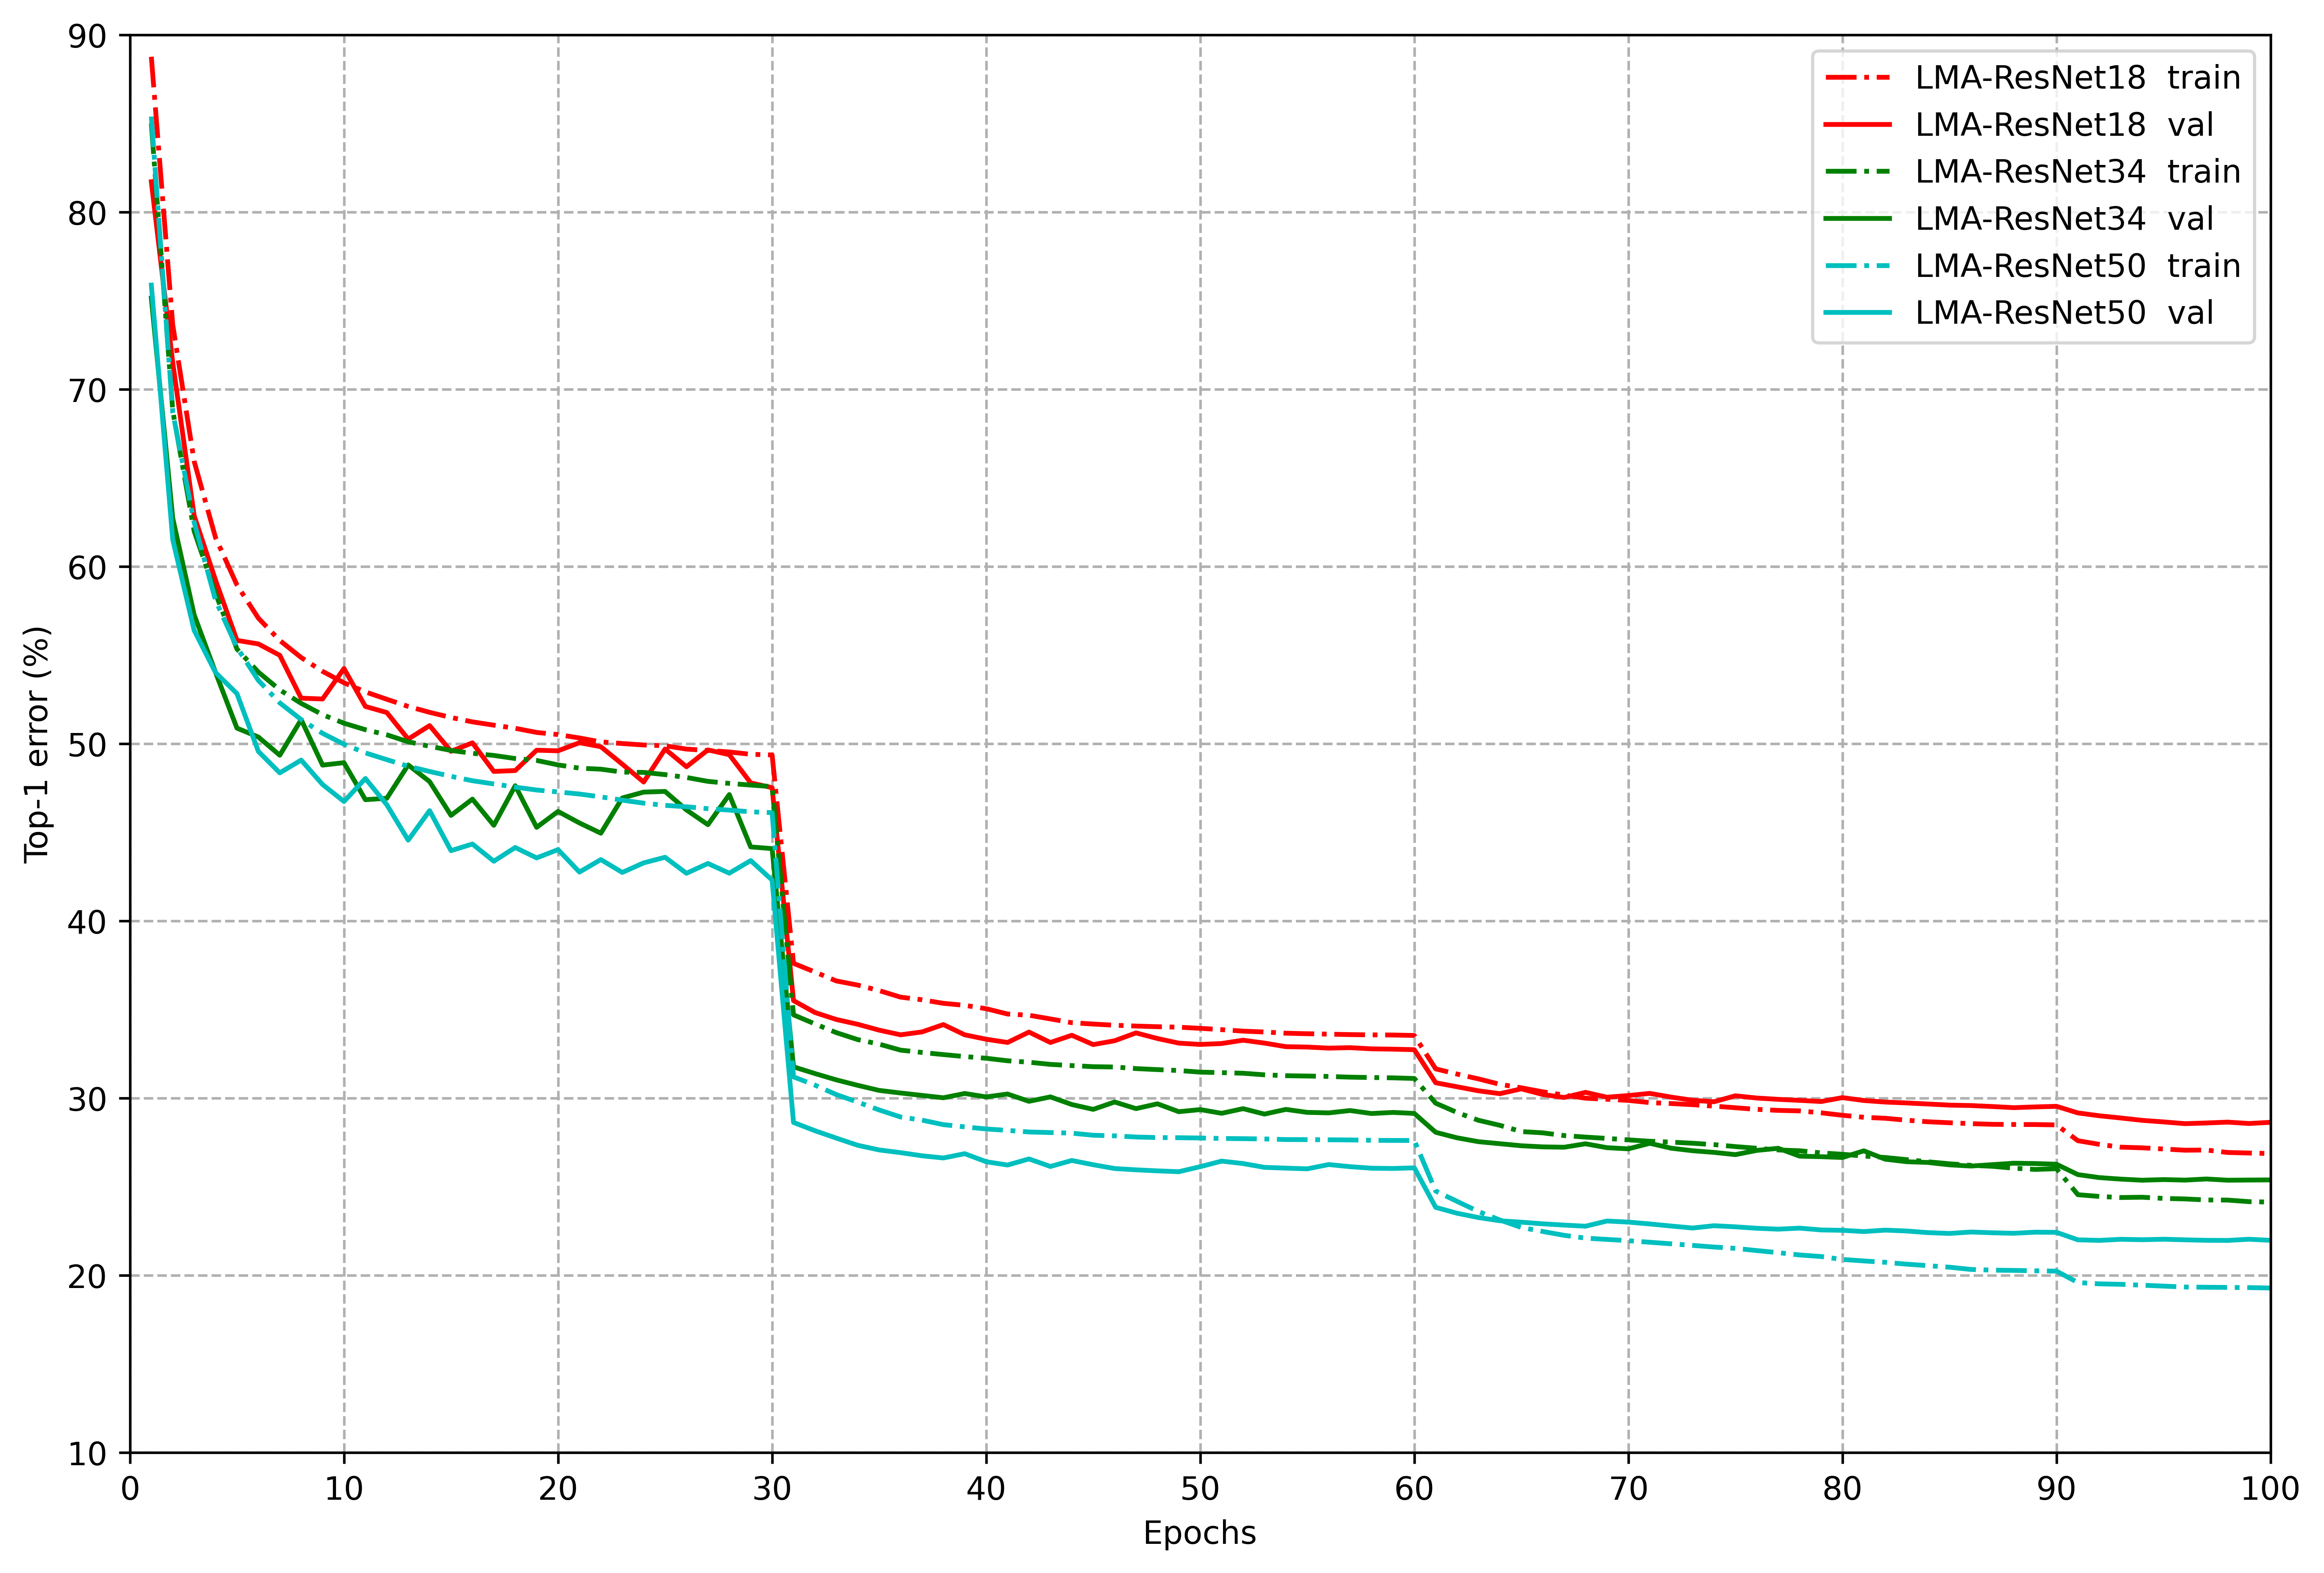 90
80
70
60
50
40
30
20
10
Top-1 error (%)
LMA-ResNet18 train
LMA-ResNet18 val
LMA-ResNet34 train
LMA-ResNet34 val
LMA-ResNet50 train
LMA-ResNet50 val
0 10 20 30 40 50 60 70 80 90 100
Epochs